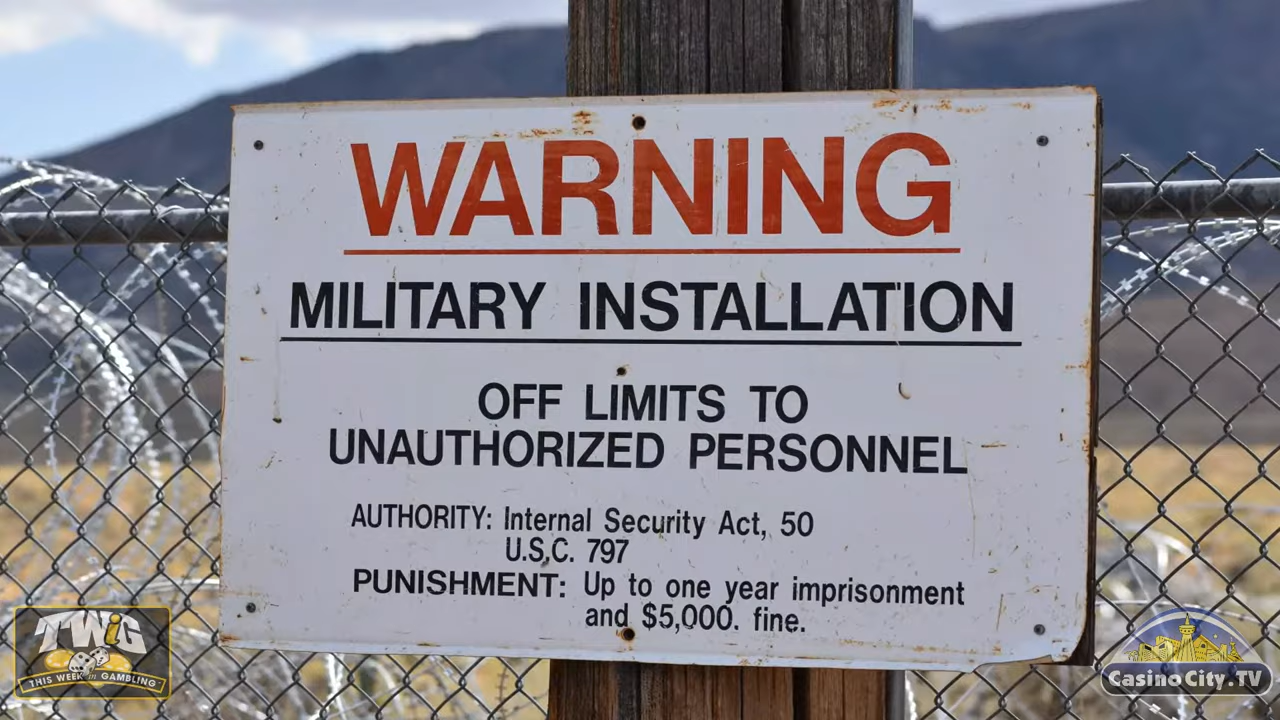 WARNING
MILITARY INSTALLATION
OFF LIMITS TO
UNAUTHORIZED PERSONNEL
AUTHORITY: Internal Security Act, 50
U.S.C. 797
PUNISHMENT: Up to one year imprisonment
and $5,000. fine.
TWiG
THIS WEEK in GAMBLING
CasinoCity.TV